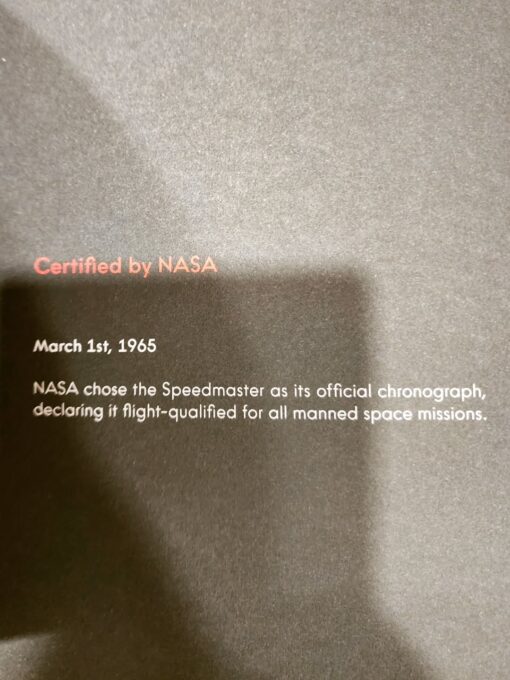 Certified by NASA
March 1st, 1965
NASA chose the Speedmaster as its official chronograph,
declaring it flight-qualified for all manned space missions.